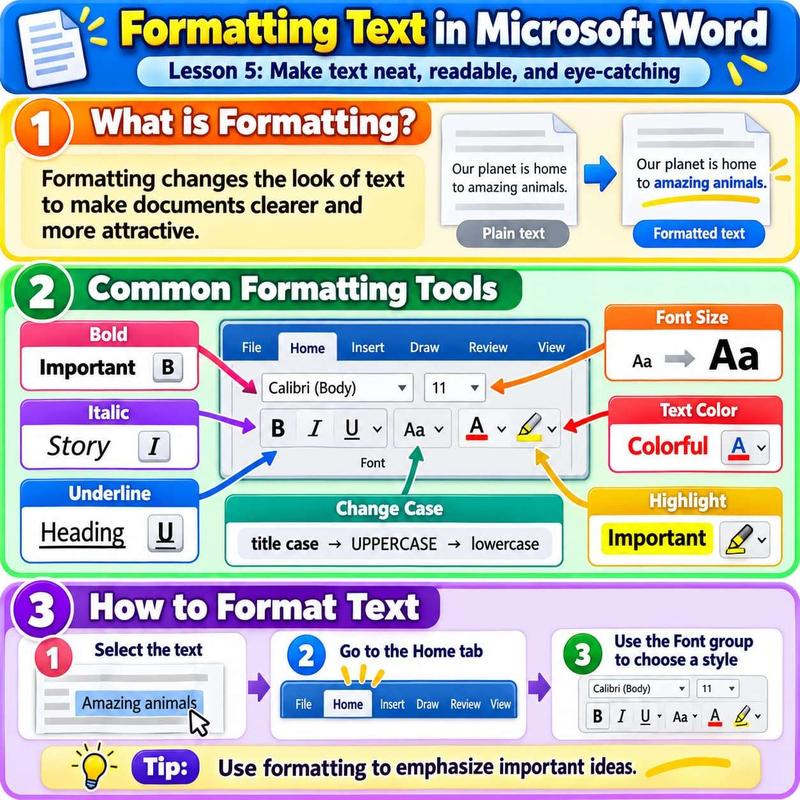 Formatting Text in Microsoft Word
Lesson 5: Make text neat, readable, and eye-catching
1 What is Formatting?
Formatting changes the look of text
to make documents clearer and
more attractive.
Our planet is home
to amazing animals.
Plain text
Our planet is home
to amazing animals.
Formatted text
2 Common Formatting Tools
Bold
Important B
Italic
Story I
Underline
Heading U
File Home Insert Draw Review View
Calibri (Body) 11
B I U Aa A
Font
Change Case
title case → UPPERCASE → lowercase
Font Size
Aa Aa
Text Color
Colorful A
Highlight
Important
3 How to Format Text
1 Select the text
Amazing animals
2 Go to the Home tab
File Home Insert Draw Review View
3 Use the Font group
to choose a style
Calibri (Body) 11
B I U Aa A
Tip: Use formatting to emphasize important ideas.